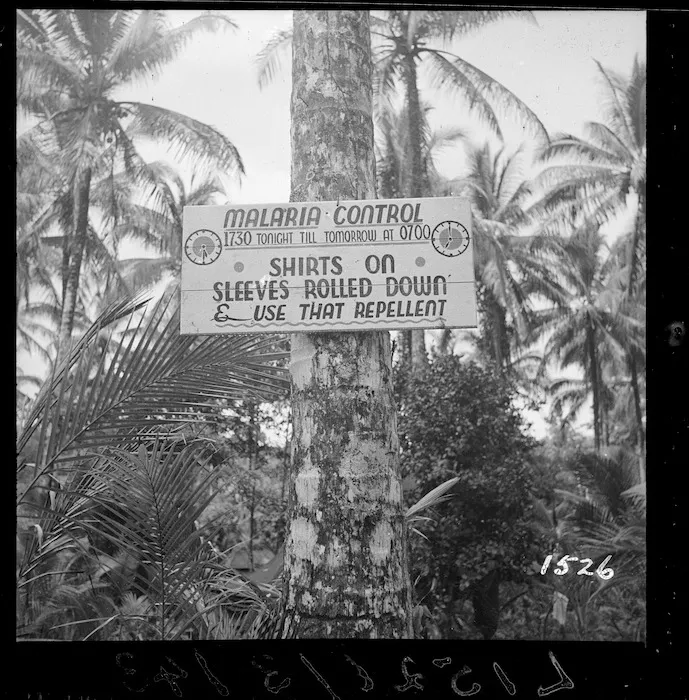 MALARIA CONTROL
1730 TONIGHT TILL TOMORROW AT 0700
SHIRTS ON
SLEEVES ROLLED DOWN
& USE THAT REPELLENT
1526